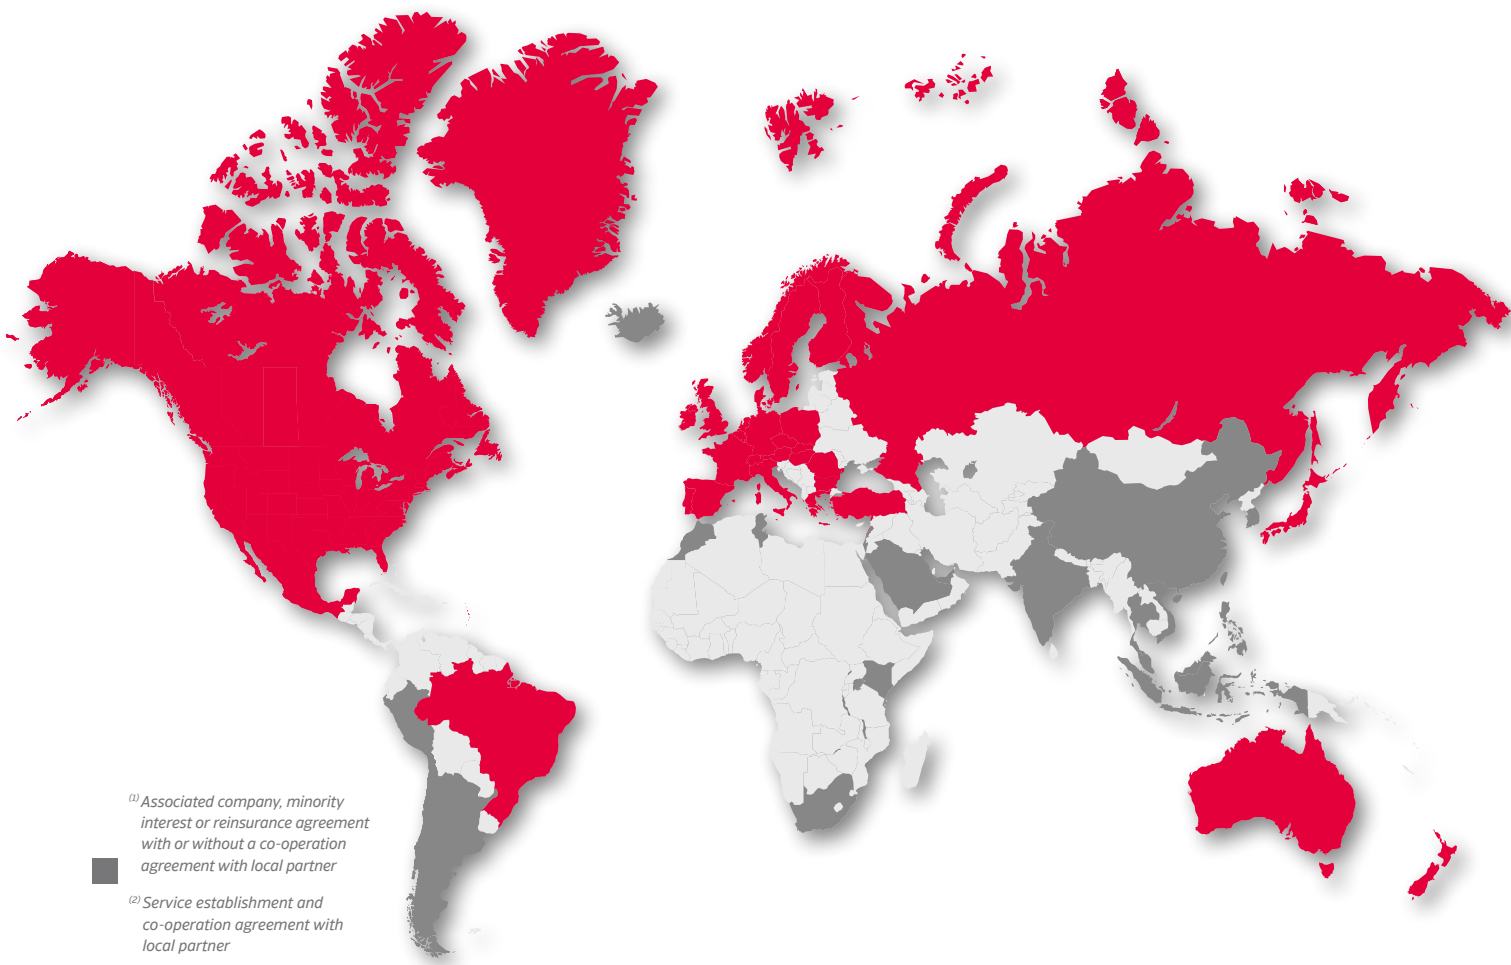 (1) Associated company, minority
interest or reinsurance agreement
with or without a co-operation
agreement with local partner
(2) Service establishment and
co-operation agreement with
local partner